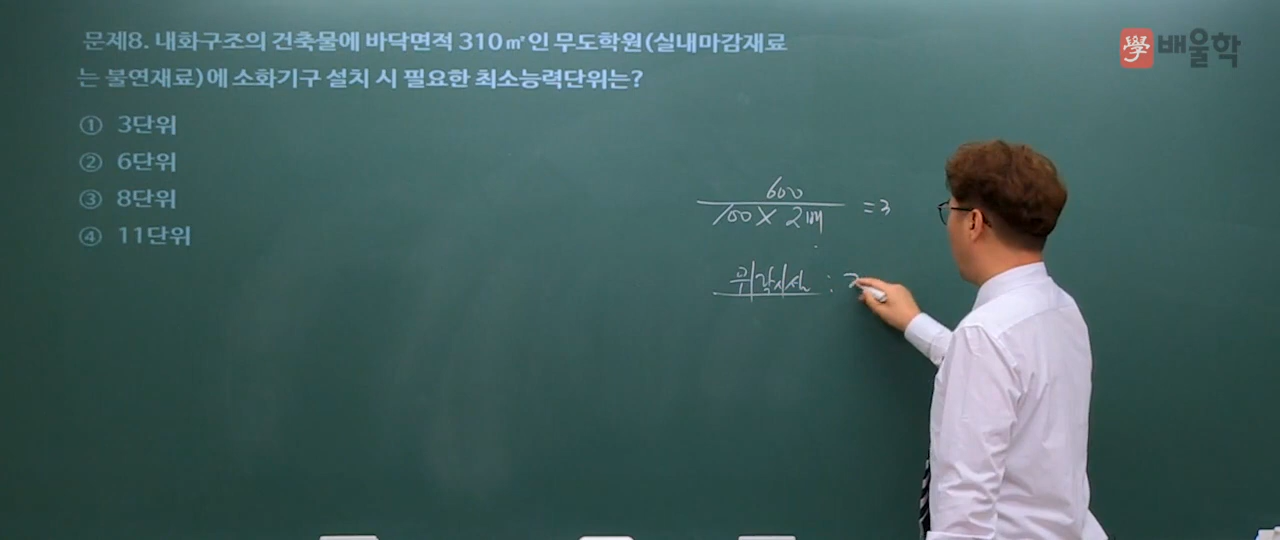 문제8. 내화구조의 건축물에 바닥면적 310㎡인 무도학원(실내마감재료
는 불연재료)에 소화기구 설치 시 필요한 최소능력단위는?
① 3단위
② 6단위
③ 8단위
④ 11단위
學 배울학
600
100 × 2배
= 3
위락시설 :